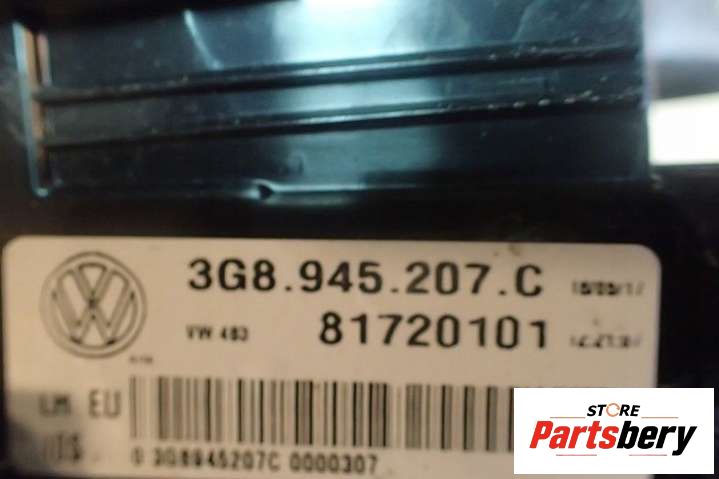 3G8.945.207.C
VW 483 81720101
EU
0 3G8945207C 0000307
STORE
Partsbery